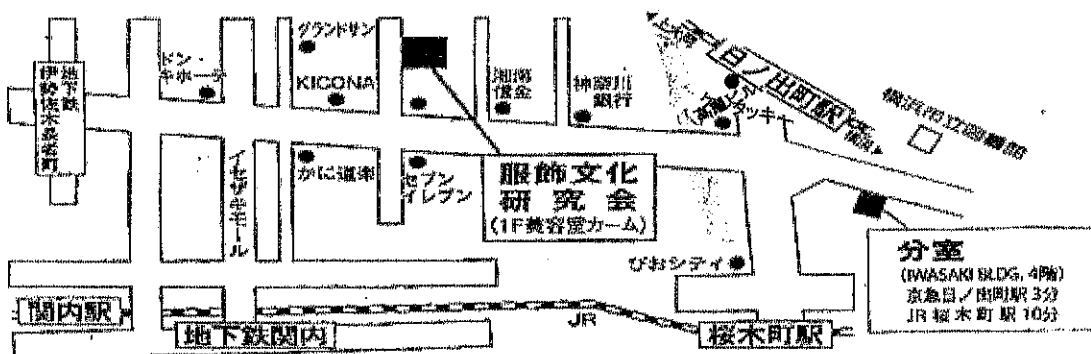 グランドサン
ドン・
キホーテ
KICONA
湘南
信金
神奈川
銀行
日ノ出町駅
横浜市立図書館
地下鉄
伊勢佐木長者町
イセザキモール
かに道楽
セブン
イレブン
服飾文化
研究会
(1F美容室カーム)
ぴおシティ
分室
(IWASAKI BLDG, 4階)
京急日ノ出町駅 3分
JR 桜木町駅 10分
関内駅
地下鉄関内
JR
桜木町駅